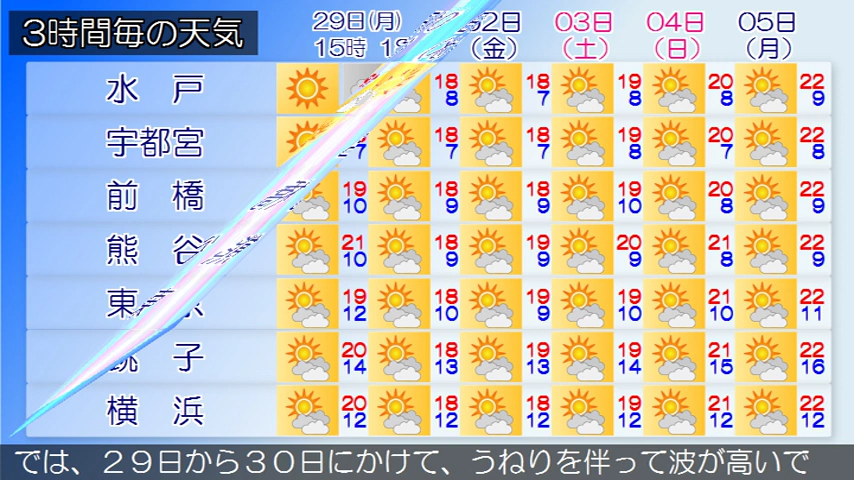 3時間毎の天気
29日(月) 02日 03日 04日 05日
15時 18 (金) (土) (日) (月)
水 戸 18 8 18 7 19 8 20 8 22 9
宇都宮 7 18 7 18 7 19 8 20 7 22 8
前 橋 19 10 18 9 18 9 19 10 20 8 22 9
熊 谷 21 10 18 9 19 9 20 9 21 8 22 9
東 京 19 12 18 10 19 9 19 10 21 10 22 11
銚 子 20 14 18 13 19 13 19 14 21 15 22 16
横 浜 20 12 18 12 18 12 19 12 21 12 22 12
では、29日から30日にかけて、うねりを伴って波が高いで